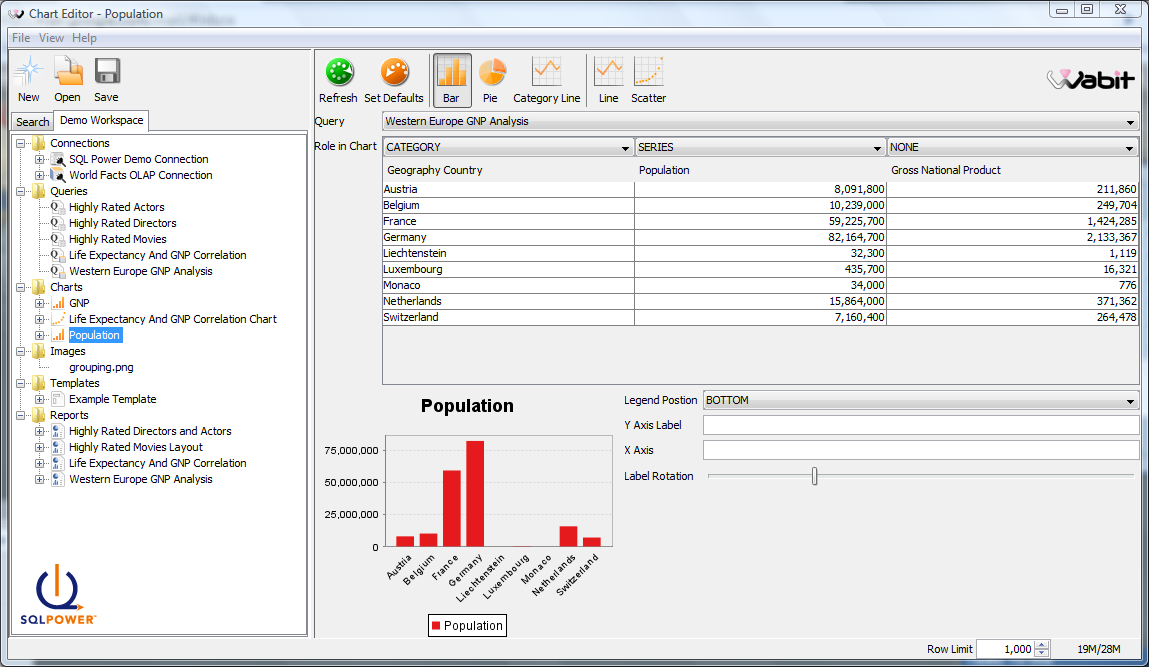 Chart Editor - Population
File View Help
New Open Save
Refresh Set Defaults Bar Pie Category Line Line Scatter
Wabit
Search Demo Workspace
Connections
SQL Power Demo Connection
World Facts OLAP Connection
Queries
Highly Rated Actors
Highly Rated Directors
Highly Rated Movies
Life Expectancy And GNP Correlation
Western Europe GNP Analysis
Charts
GNP
Life Expectancy And GNP Correlation Chart
Population
Images
grouping.png
Templates
Example Template
Reports
Highly Rated Directors and Actors
Highly Rated Movies Layout
Life Expectancy And GNP Correlation
Western Europe GNP Analysis
SQLPOWER
Query Western Europe GNP Analysis
Role in Chart CATEGORY SERIES NONE
Geography Country Population Gross National Product
Austria 8,091,800 211,860
Belgium 10,239,000 249,704
France 59,225,700 1,424,285
Germany 82,164,700 2,133,367
Liechtenstein 32,300 1,119
Luxembourg 435,700 16,321
Monaco 34,000 776
Netherlands 15,864,000 371,362
Switzerland 7,160,400 264,478
Population
75,000,000
50,000,000
25,000,000
0
Austria Belgium France Germany Liechtenstein Luxembourg Monaco Netherlands Switzerland
Population
Legend Postion BOTTOM
Y Axis Label
X Axis
Label Rotation
Row Limit 1,000 19M/28M